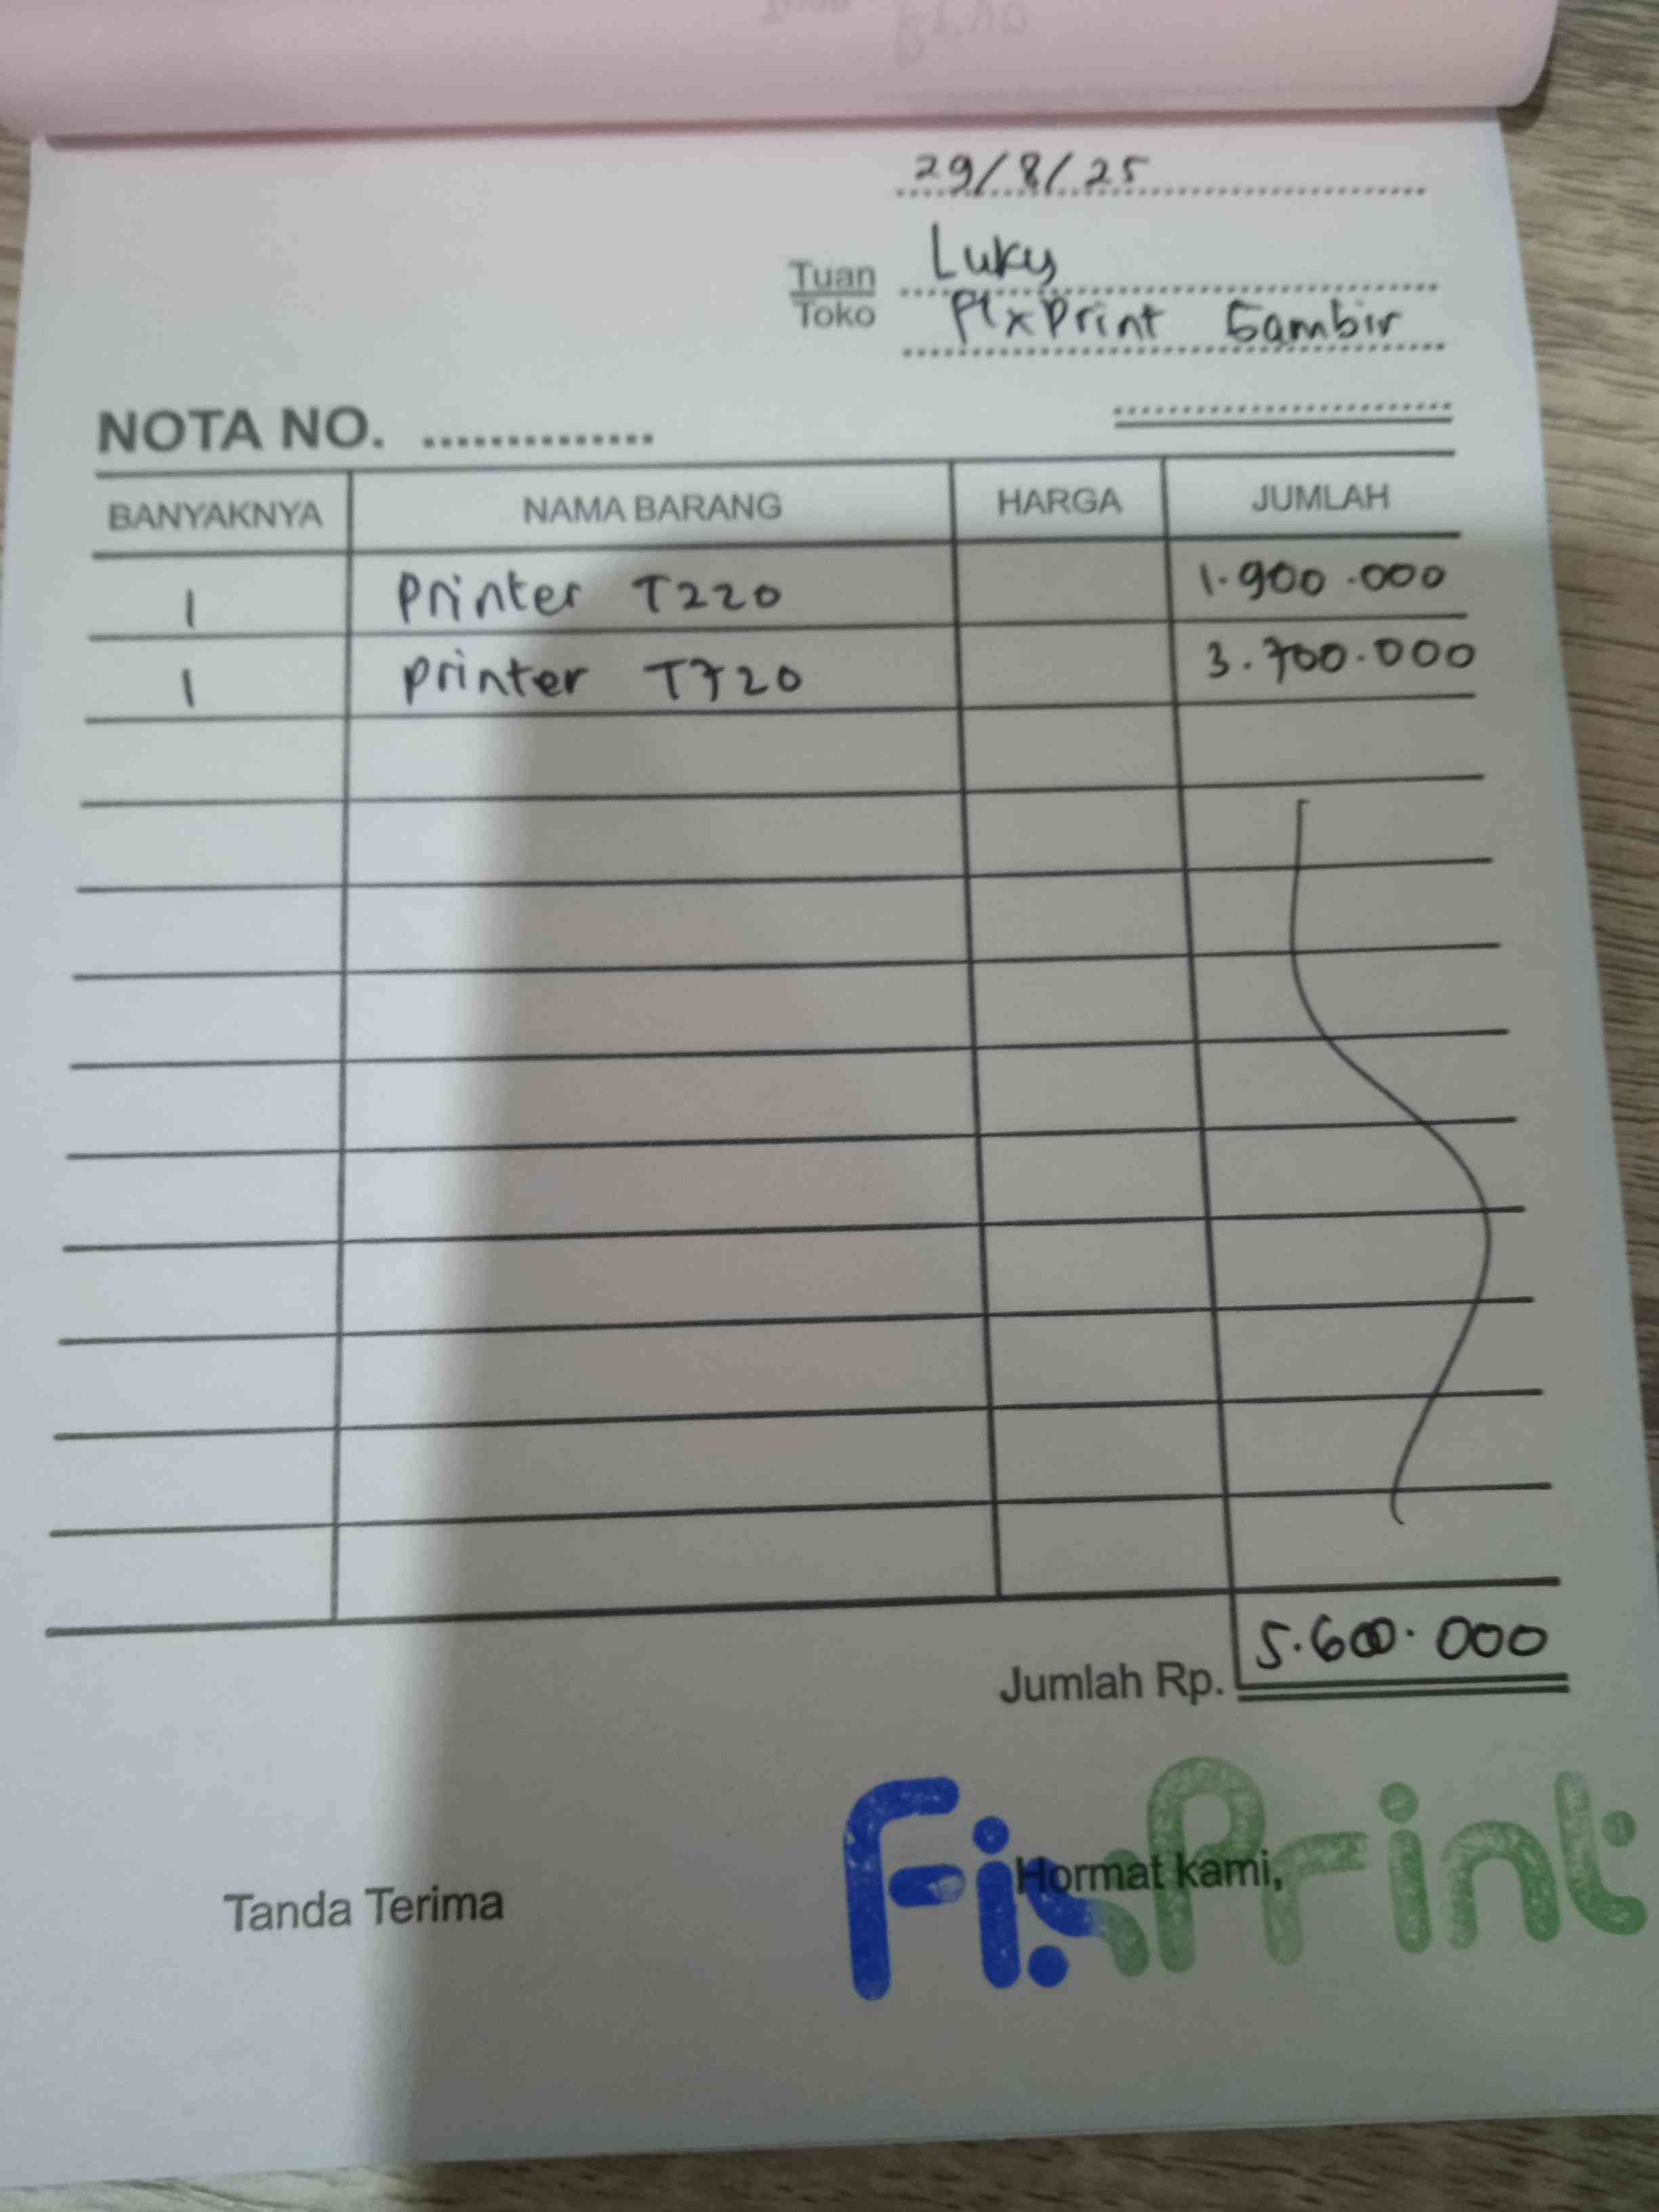 29/8/25
Tuan Luky
Toko PixPrint Gambir
NOTA NO. ..............
BANYAKNYA NAMA BARANG HARGA JUMLAH
1 Printer T220 1.900.000
1 printer T720 3.700.000
Jumlah Rp. 5.600.000
Tanda Terima Hormat kami,
FixPrint